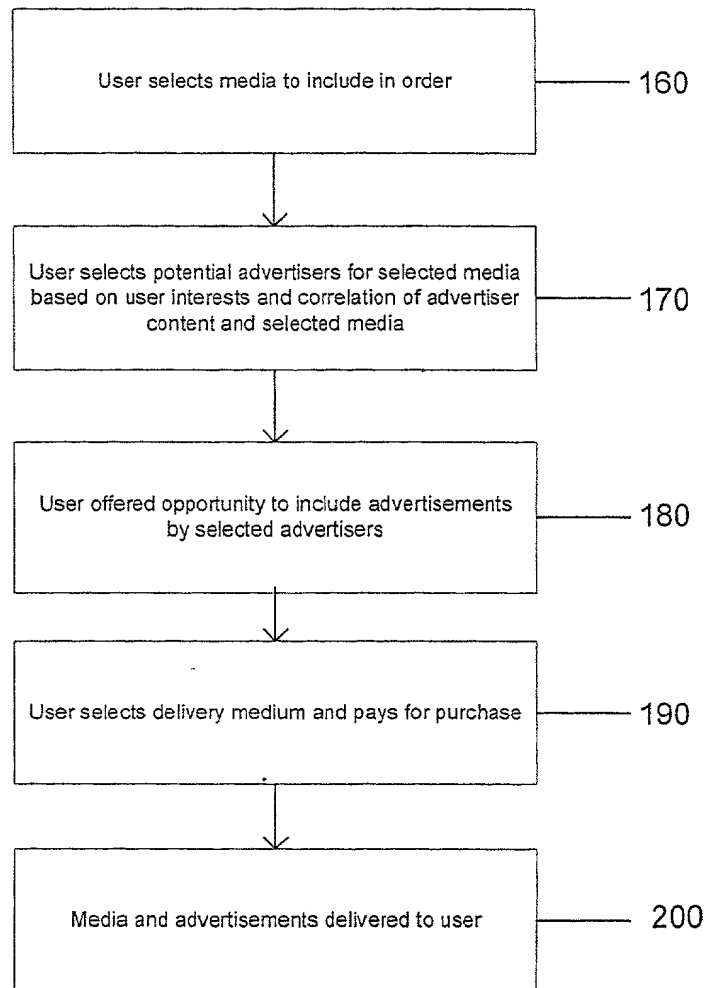 User selects media to include in order
160
User selects potential advertisers for selected media
based on user interests and correlation of advertiser
content and selected media
170
User offered opportunity to include advertisements
by selected advertisers
180
User selects delivery medium and pays for purchase
190
Media and advertisements delivered to user
200